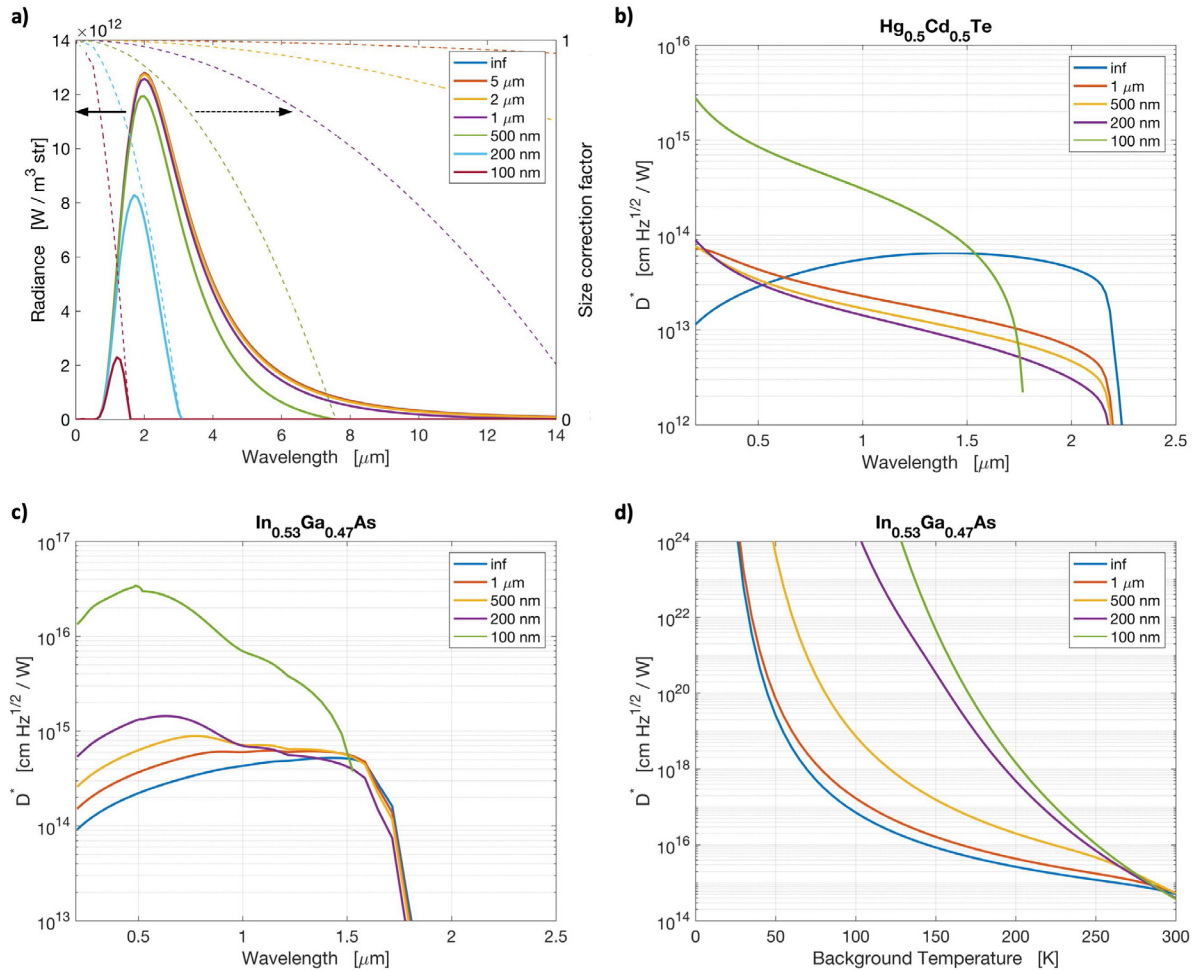 a)
×10^12
Radiance [W / m^3 str]
14
12
10
8
6
4
2
0
0 2 4 6 8 10 12 14
Wavelength [μm]
1
0
Size correction factor
inf
5 μm
2 μm
1 μm
500 nm
200 nm
100 nm
b)
Hg_0.5Cd_0.5Te
D^* [cm Hz^1/2 / W]
10^16
10^15
10^14
10^13
10^12
0.5 1 1.5 2 2.5
Wavelength [μm]
inf
1 μm
500 nm
200 nm
100 nm
c)
In_0.53Ga_0.47As
D^* [cm Hz^1/2 / W]
10^17
10^16
10^15
10^14
10^13
0.5 1 1.5 2 2.5
Wavelength [μm]
inf
1 μm
500 nm
200 nm
100 nm
d)
In_0.53Ga_0.47As
D^* [cm Hz^1/2 / W]
10^24
10^22
10^20
10^18
10^16
10^14
0 50 100 150 200 250 300
Background Temperature [K]
inf
1 μm
500 nm
200 nm
100 nm